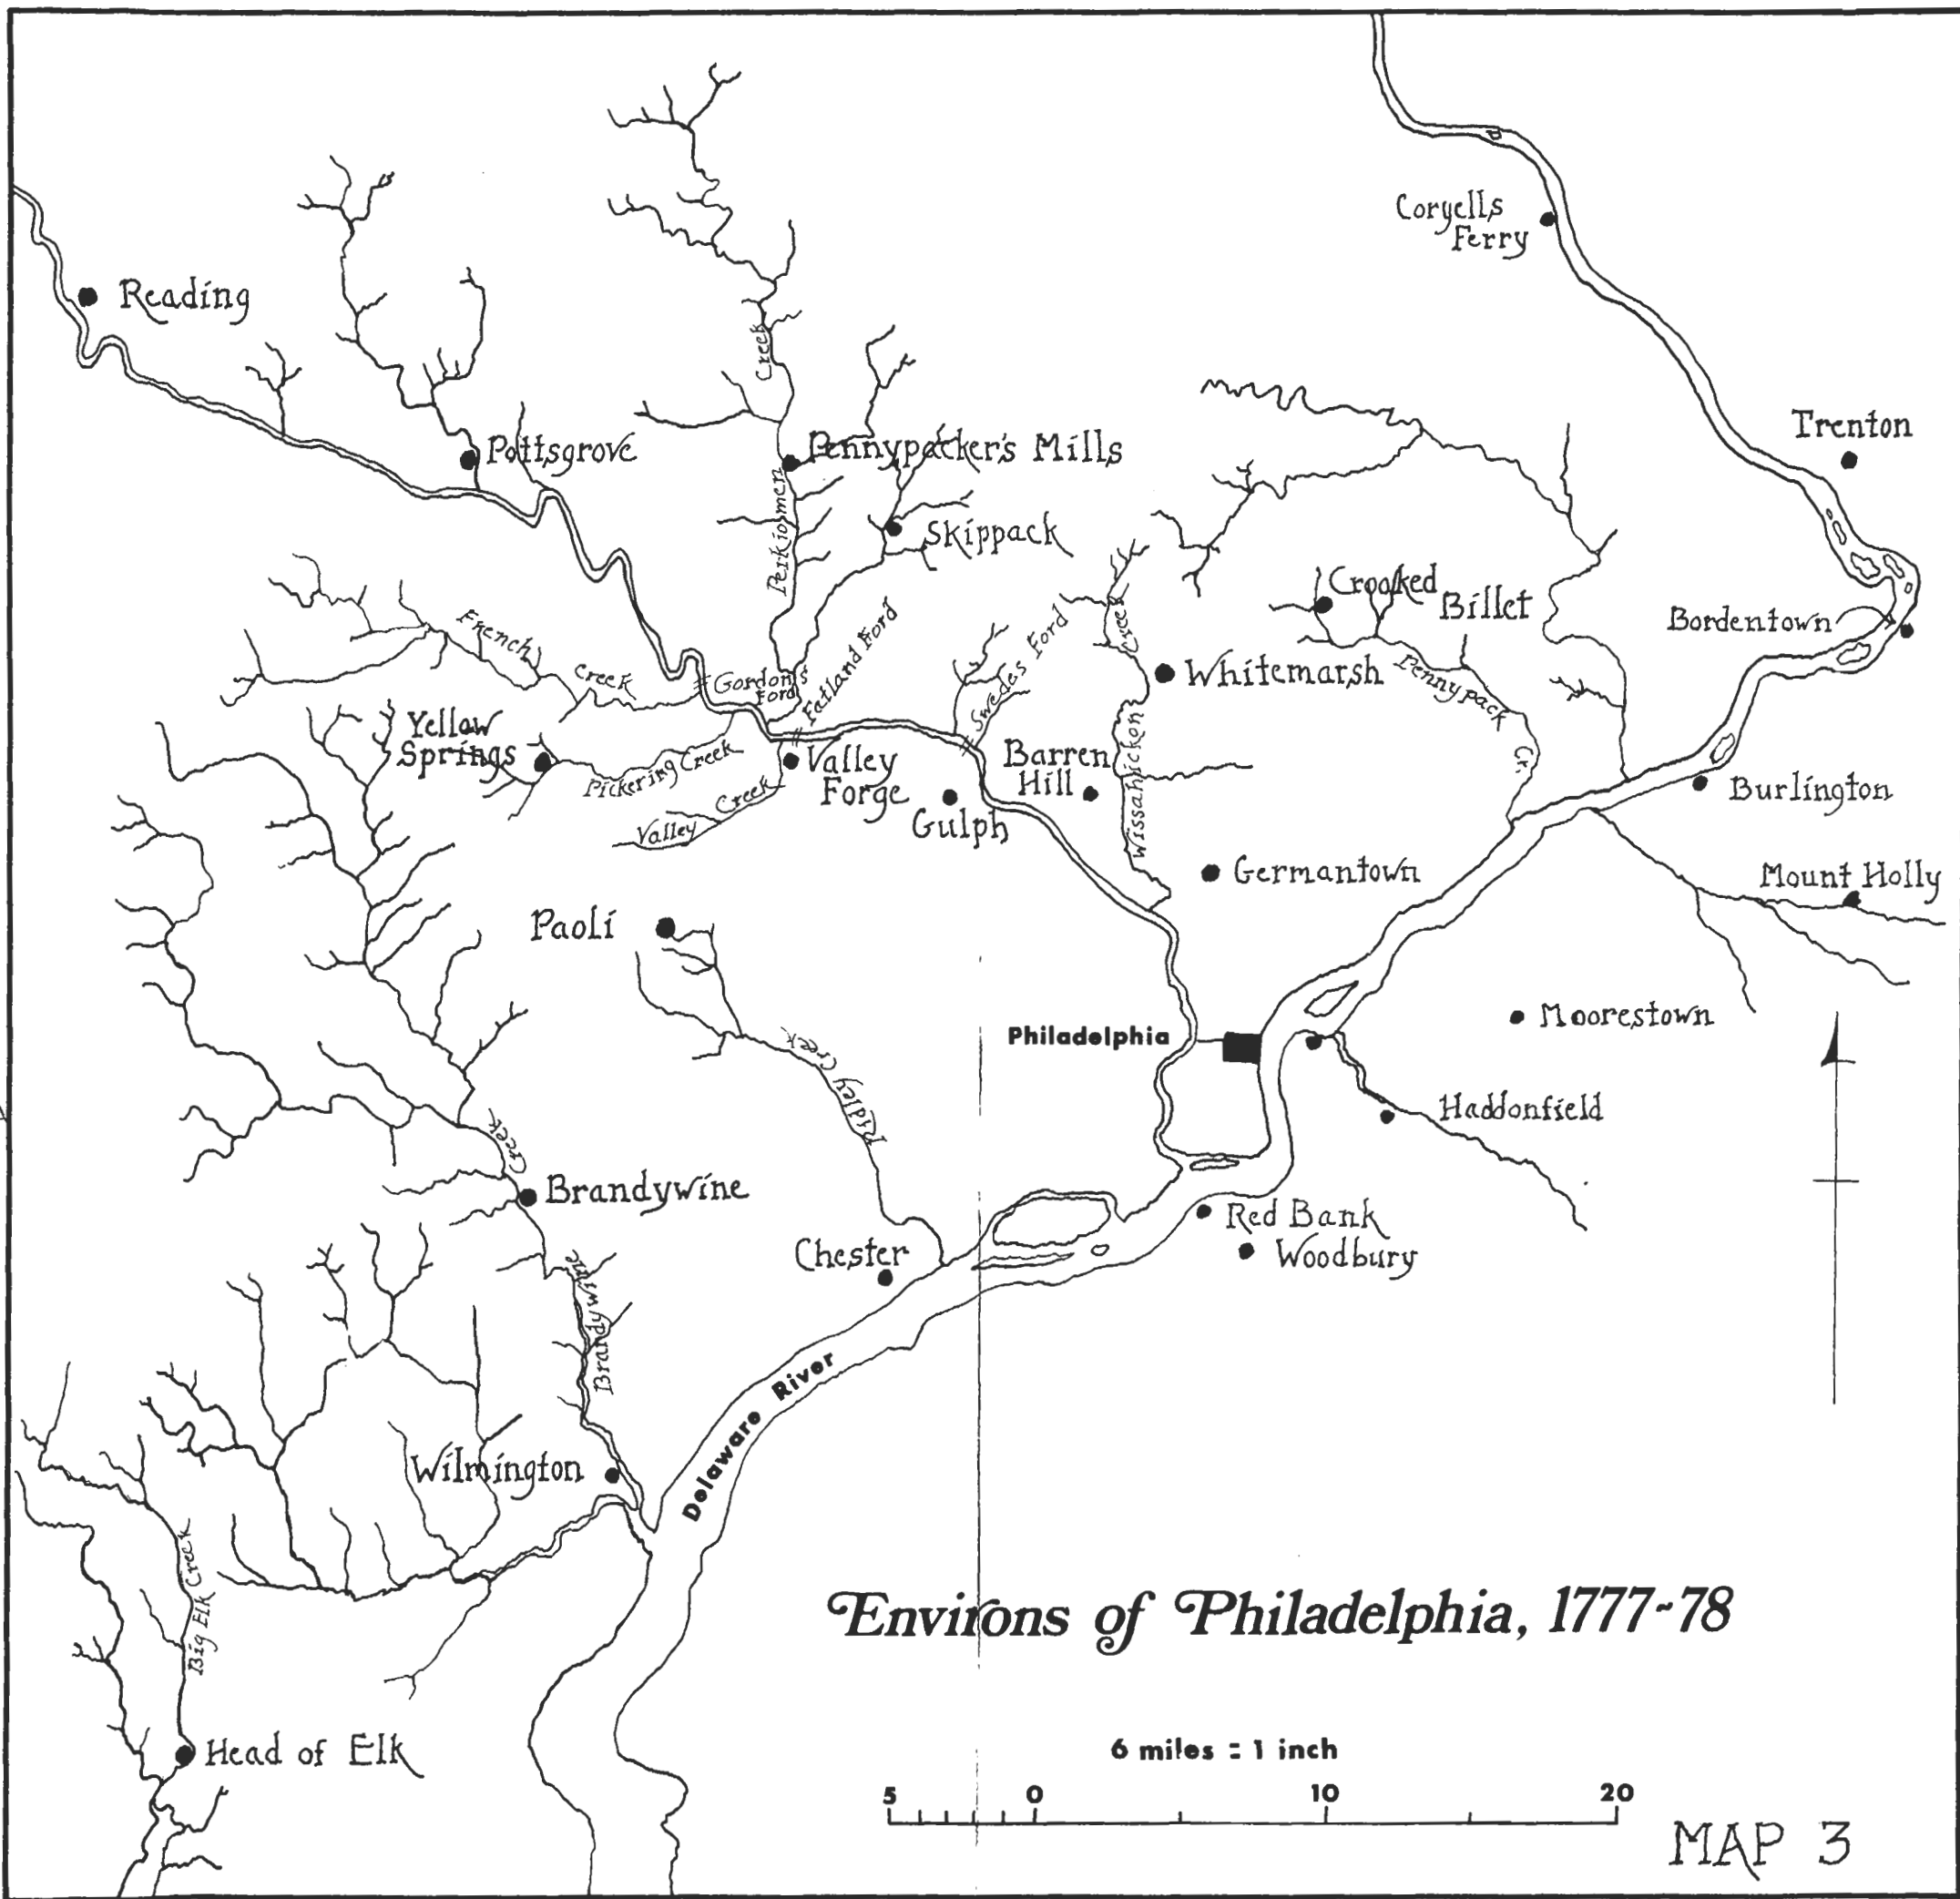 Coryells
Ferry
Reading
Creek
Trenton
Pottsgrove
Pennypacker's Mills
Perkiomen
Skippack
Crooked
Billet
Bordentown
French
Creek
Gordon's
Ford
Fatland Ford
Swedes Ford
Creek
Whitemarsh
Pennypack
Cr.
Yellow
Springs
Pickering Creek
Valley
Forge
Valley
Creek
Gulph
Barren
Hill
Wissahickon
Burlington
Germantown
Mount Holly
Paoli
Philadelphia
Moorestown
Ridley Creek
Haddonfield
Creek
Brandywine
Red Bank
Woodbury
Chester
Brandywine
Delaware River
Wilmington
Big Elk Creek
Environs of Philadelphia, 1777-78
Head of Elk
6 miles = 1 inch
5 0 10 20
MAP 3